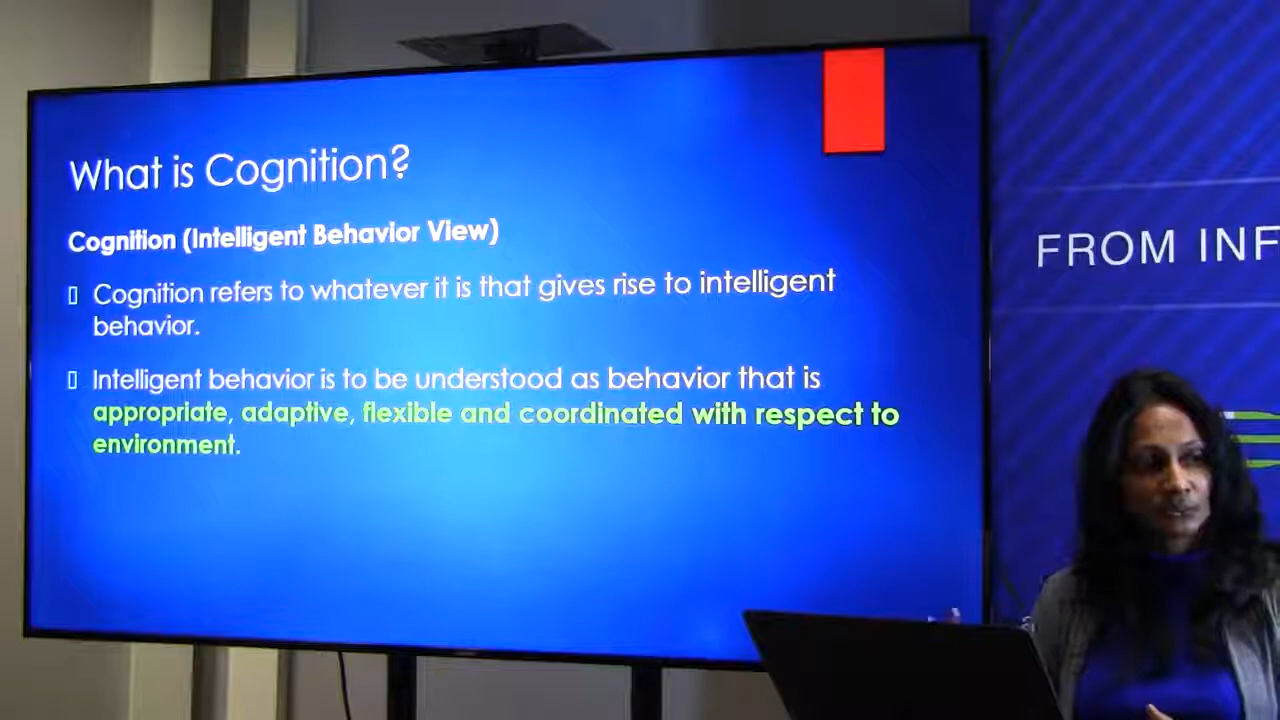 What is Cognition?
Cognition (Intelligent Behavior View)
▯ Cognition refers to whatever it is that gives rise to intelligent
behavior.
▯ Intelligent behavior is to be understood as behavior that is
appropriate, adaptive, flexible and coordinated with respect to
environment.
FROM INF